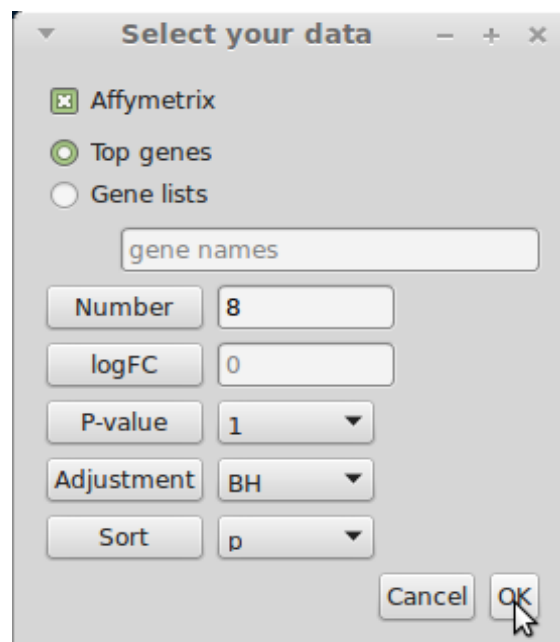 Select your data
Affymetrix
Top genes
Gene lists
gene names
Number 8
logFC 0
P-value 1
Adjustment BH
Sort p
Cancel OK